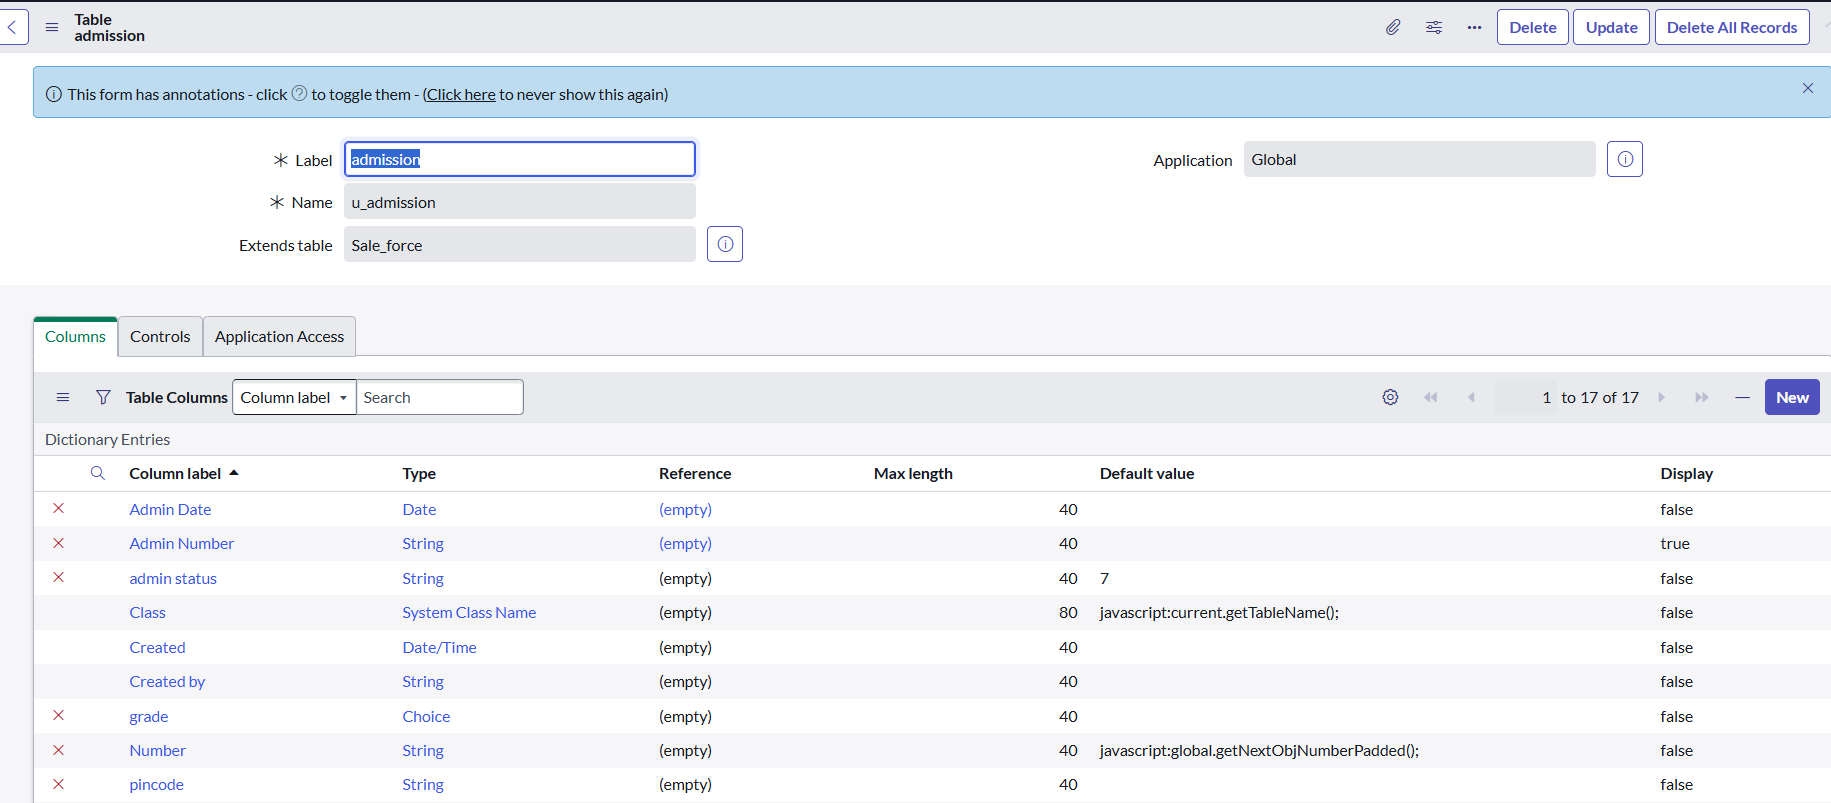 Table
admission
Delete
Update
Delete All Records
This form has annotations - click ? to toggle them - (Click here to never show this again)
Label admission
Application Global
Name u_admission
Extends table Sale_force
Columns
Controls
Application Access
Table Columns Column label Search 1 to 17 of 17 New
Dictionary Entries
Column label Type Reference Max length Default value Display
Admin Date Date (empty) 40 false
Admin Number String (empty) 40 true
admin status String (empty) 40 7 false
Class System Class Name (empty) 80 javascript:current.getTableName(); false
Created Date/Time (empty) 40 false
Created by String (empty) 40 false
grade Choice (empty) 40 false
Number String (empty) 40 javascript:global.getNextObjNumberPadded(); false
pincode String (empty) 40 false